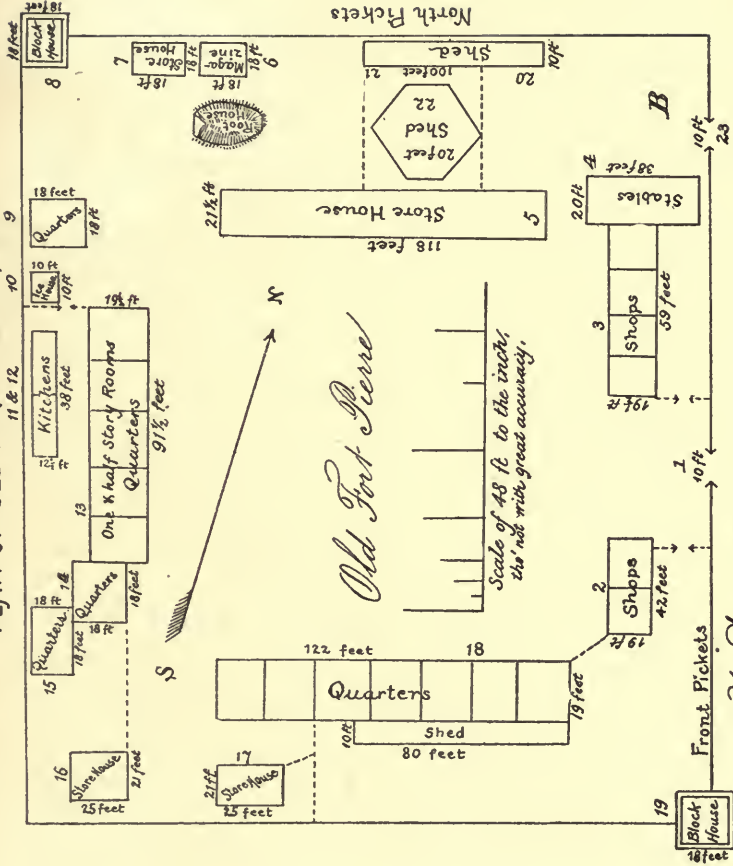 18 feet
18 feet
Block
House
8
North Pickets
7
Store
House
18 ft
18 ft
Maga-
zine
18 ft
18 ft
6
Root
House
21
Shed
100 feet
20
10 ft
22
Shed
20 feet
9
18 feet
Quarters
18 ft
10
10 ft
Ice
House
10 ft
11 & 12
Kitchens
38 feet
12½ ft
13
19½ ft
One & half Story Rooms
Quarters
91½ feet
14
Quarters
18 ft
18 feet
15
18 ft
Quarters
18 feet
16
Store House
21 feet
25 feet
17
21 ft
Store House
25 feet
21½ ft
Store House
5
118 feet
S
N
Old Fort Pierre
Scale of 48 ft to the inch,
tho' not with great accuracy.
122 feet
18
Quarters
19 feet
10 ft
Shed
80 feet
B
10 ft
23
4
20 ft
38 feet
Stables
3
Shops
59 feet
19½ ft
1
10 ft
2
Shops
42 feet
19 ft
Front Pickets
19
Block
House
18 feet